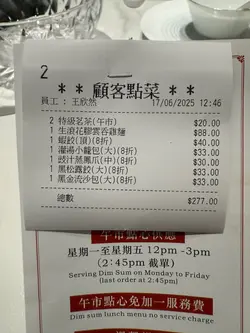 2
＊＊ 顧客點菜 ＊＊
員工：王欣然 17/06/2025 12:46
2 特級茗茶(午市) $20.00
1 生浪花膠雲吞雞麵 $88.00
1 蝦餃(頂)(8折) $40.00
1 灌湯小籠包(大)(8折) $33.00
1 豉汁蒸鳳爪(中)(8折) $30.00
1 黑松露餃(大)(8折) $33.00
1 黑金流沙包(大)(8折) $33.00
總數 $277.00
午市點心供應
星期一至星期五 12pm -3pm
(2:45pm 截單)
Serving Dim Sum on Monday to Friday
(last order at 2:45pm)
午市點心免加一服務費
Dim sum lunch menu no service charge